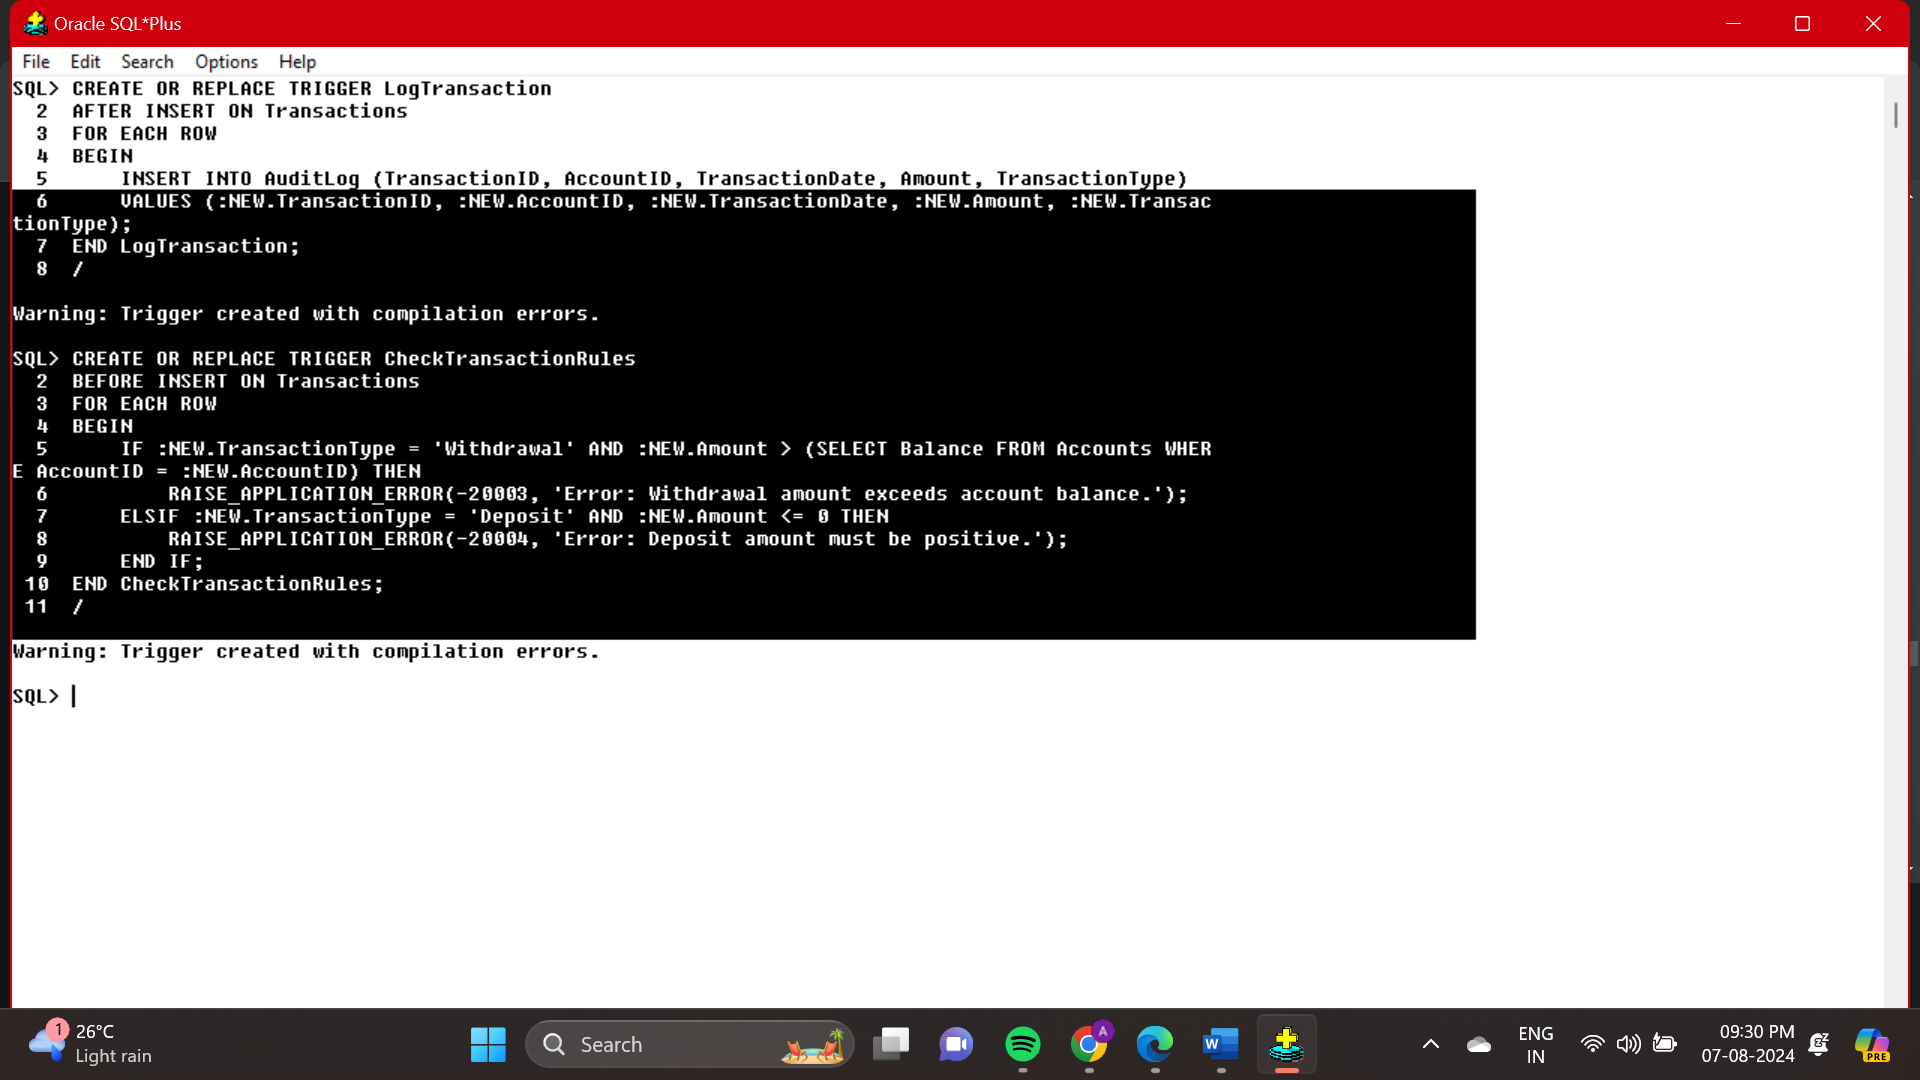 Oracle SQL*Plus
File Edit Search Options Help
SQL> CREATE OR REPLACE TRIGGER LogTransaction
  2  AFTER INSERT ON Transactions
  3  FOR EACH ROW
  4  BEGIN
  5      INSERT INTO AuditLog (TransactionID, AccountID, TransactionDate, Amount, TransactionType)
  6      VALUES (:NEW.TransactionID, :NEW.AccountID, :NEW.TransactionDate, :NEW.Amount, :NEW.Transac
tionType);
  7  END LogTransaction;
  8  /
Warning: Trigger created with compilation errors.
SQL> CREATE OR REPLACE TRIGGER CheckTransactionRules
  2  BEFORE INSERT ON Transactions
  3  FOR EACH ROW
  4  BEGIN
  5      IF :NEW.TransactionType = 'Withdrawal' AND :NEW.Amount > (SELECT Balance FROM Accounts WHER
E AccountID = :NEW.AccountID) THEN
  6          RAISE_APPLICATION_ERROR(-20003, 'Error: Withdrawal amount exceeds account balance.');
  7      ELSIF :NEW.TransactionType = 'Deposit' AND :NEW.Amount <= 0 THEN
  8          RAISE_APPLICATION_ERROR(-20004, 'Error: Deposit amount must be positive.');
  9      END IF;
 10  END CheckTransactionRules;
 11  /
Warning: Trigger created with compilation errors.
SQL>
1
26°C
Light rain
Search
A
W
ENG
IN
09:30 PM
07-08-2024
PRE